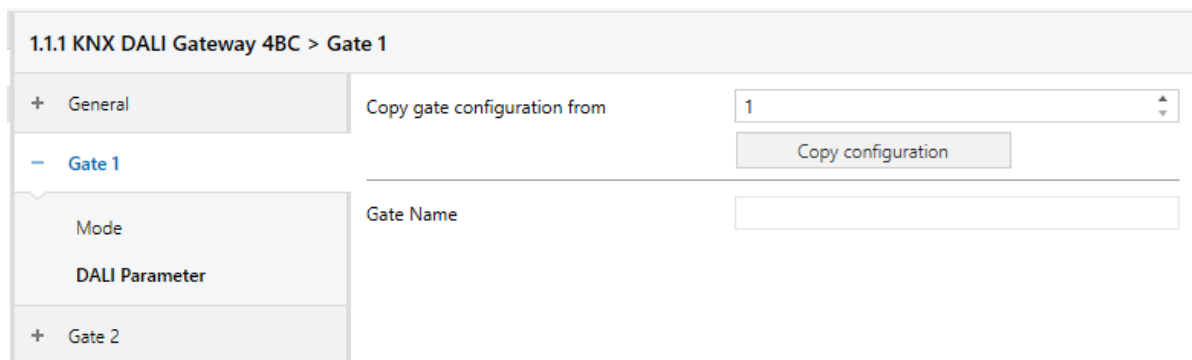 1.1.1 KNX DALI Gateway 4BC > Gate 1
+ General
Copy gate configuration from 1
Copy configuration
− Gate 1
Gate Name
Mode
DALI Parameter
+ Gate 2